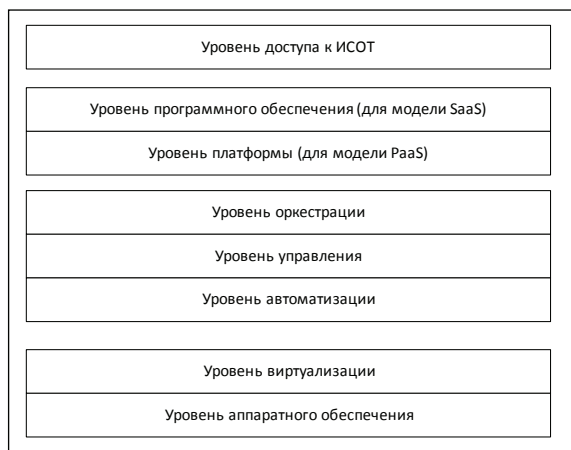 Уровень доступа к ИСОТ
Уровень программного обеспечения (для модели SaaS)
Уровень платформы (для модели PaaS)
Уровень оркестрации
Уровень управления
Уровень автоматизации
Уровень виртуализации
Уровень аппаратного обеспечения